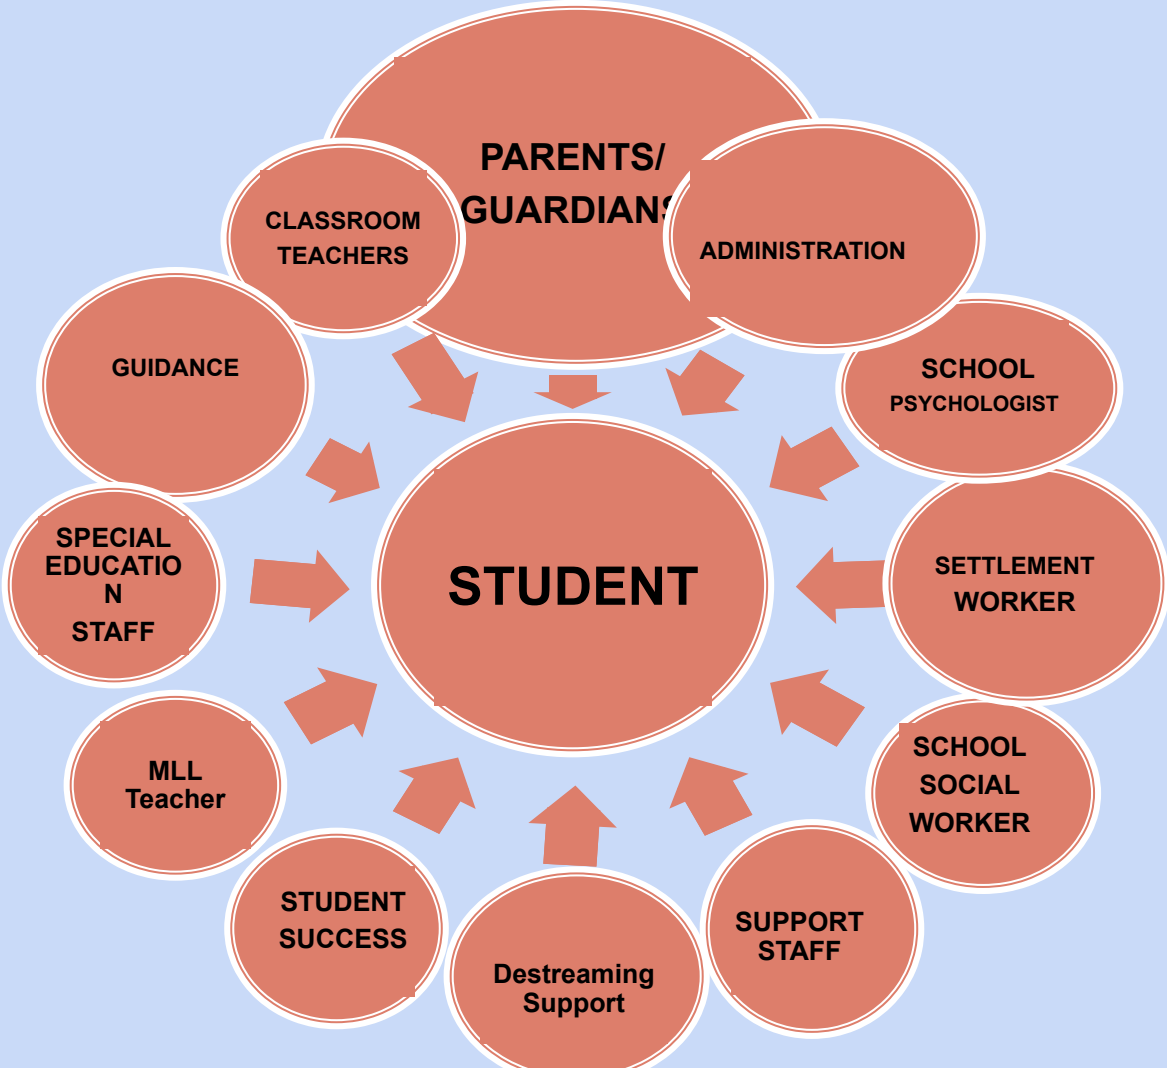 PARENTS/
GUARDIANS
CLASSROOM
TEACHERS
ADMINISTRATION
GUIDANCE
SCHOOL
PSYCHOLOGIST
SPECIAL
EDUCATIO
N
STAFF
STUDENT
SETTLEMENT
WORKER
MLL
Teacher
SCHOOL
SOCIAL
WORKER
STUDENT
SUCCESS
SUPPORT
STAFF
Destreaming
Support